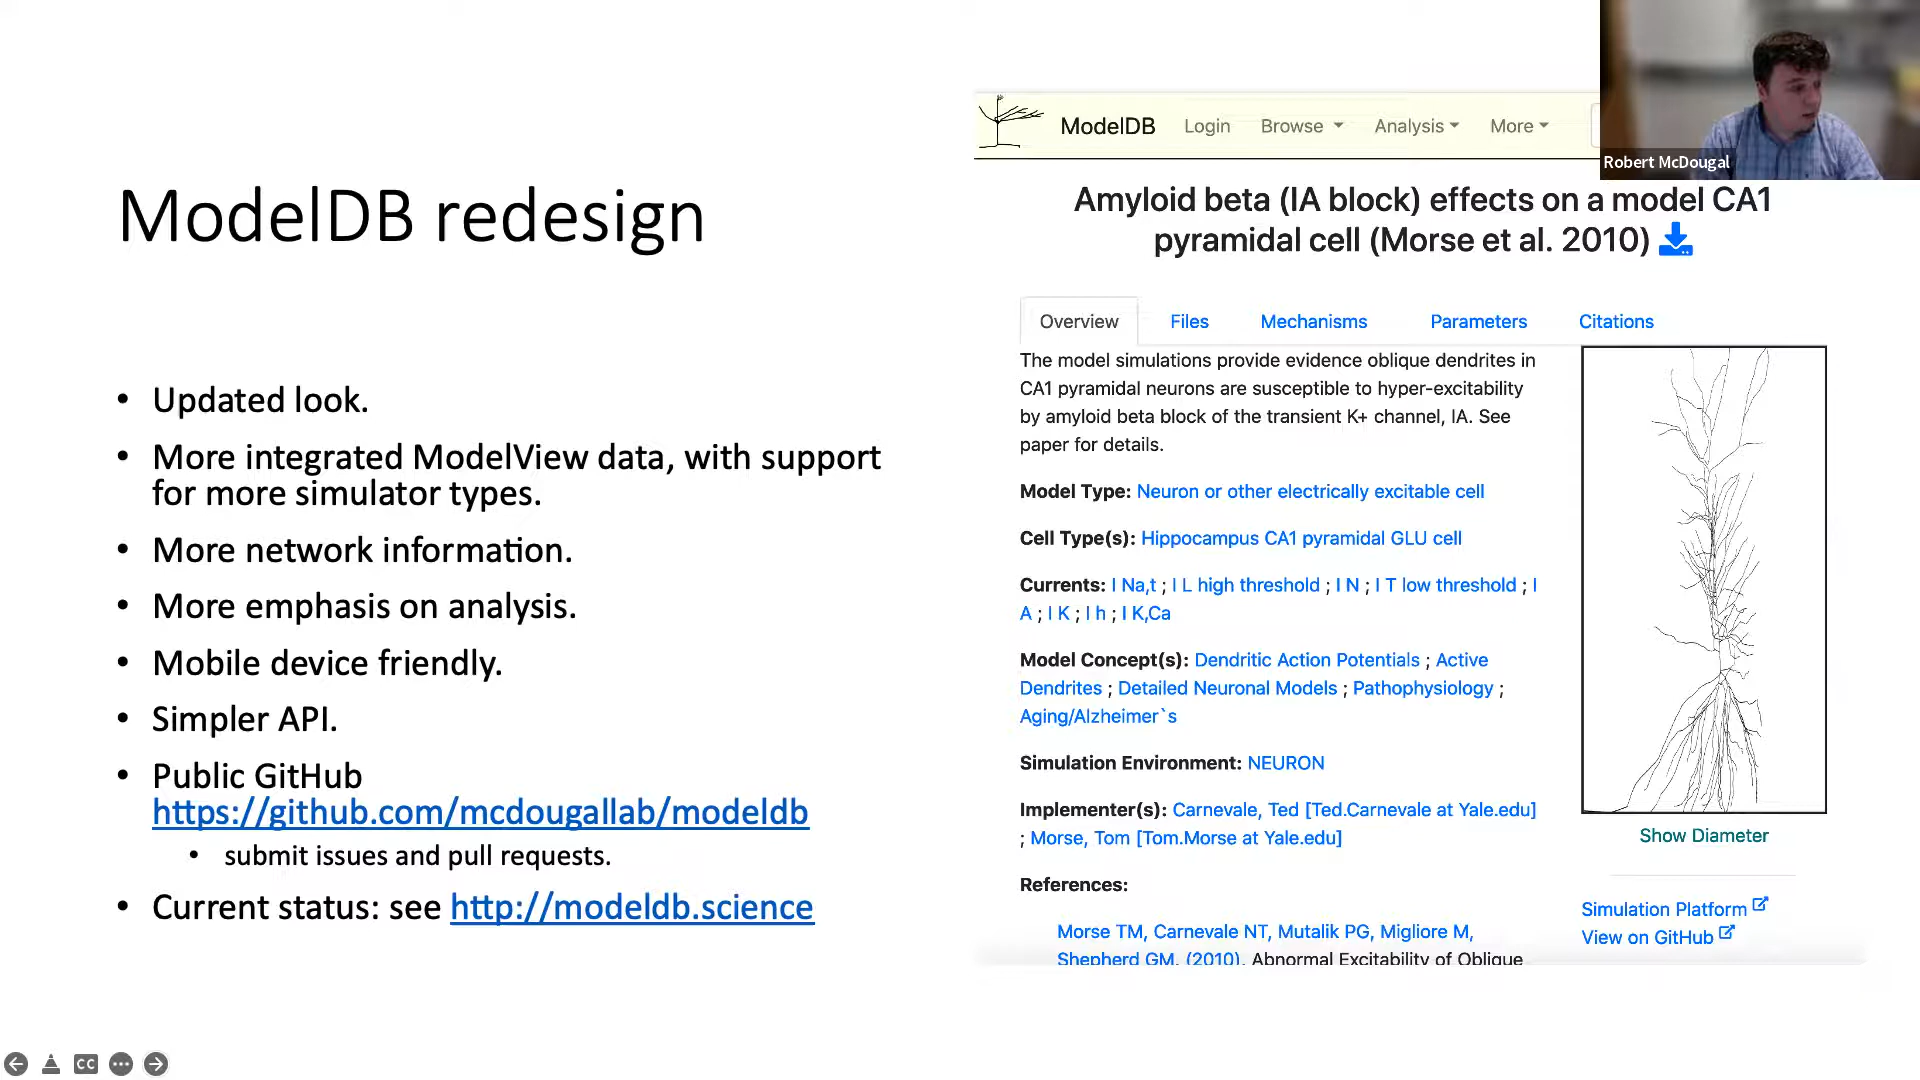 ModelDB redesign
• Updated look.
• More integrated ModelView data, with support
for more simulator types.
• More network information.
• More emphasis on analysis.
• Mobile device friendly.
• Simpler API.
• Public GitHub
https://github.com/mcdougallab/modeldb
• submit issues and pull requests.
• Current status: see http://modeldb.science
ModelDB Login Browse Analysis More
Robert McDougal
Amyloid beta (IA block) effects on a model CA1
pyramidal cell (Morse et al. 2010)
Overview Files Mechanisms Parameters Citations
The model simulations provide evidence oblique dendrites in
CA1 pyramidal neurons are susceptible to hyper-excitability
by amyloid beta block of the transient K+ channel, IA. See
paper for details.
Model Type: Neuron or other electrically excitable cell
Cell Type(s): Hippocampus CA1 pyramidal GLU cell
Currents: I Na,t ; I L high threshold ; I N ; I T low threshold ; I
A ; I K ; I h ; I K,Ca
Model Concept(s): Dendritic Action Potentials ; Active
Dendrites ; Detailed Neuronal Models ; Pathophysiology ;
Aging/Alzheimer`s
Simulation Environment: NEURON
Implementer(s): Carnevale, Ted [Ted.Carnevale at Yale.edu]
; Morse, Tom [Tom.Morse at Yale.edu]
References:
Morse TM, Carnevale NT, Mutalik PG, Migliore M,
Shepherd GM. (2010). Abnormal Excitability of Oblique
Show Diameter
Simulation Platform
View on GitHub
CC